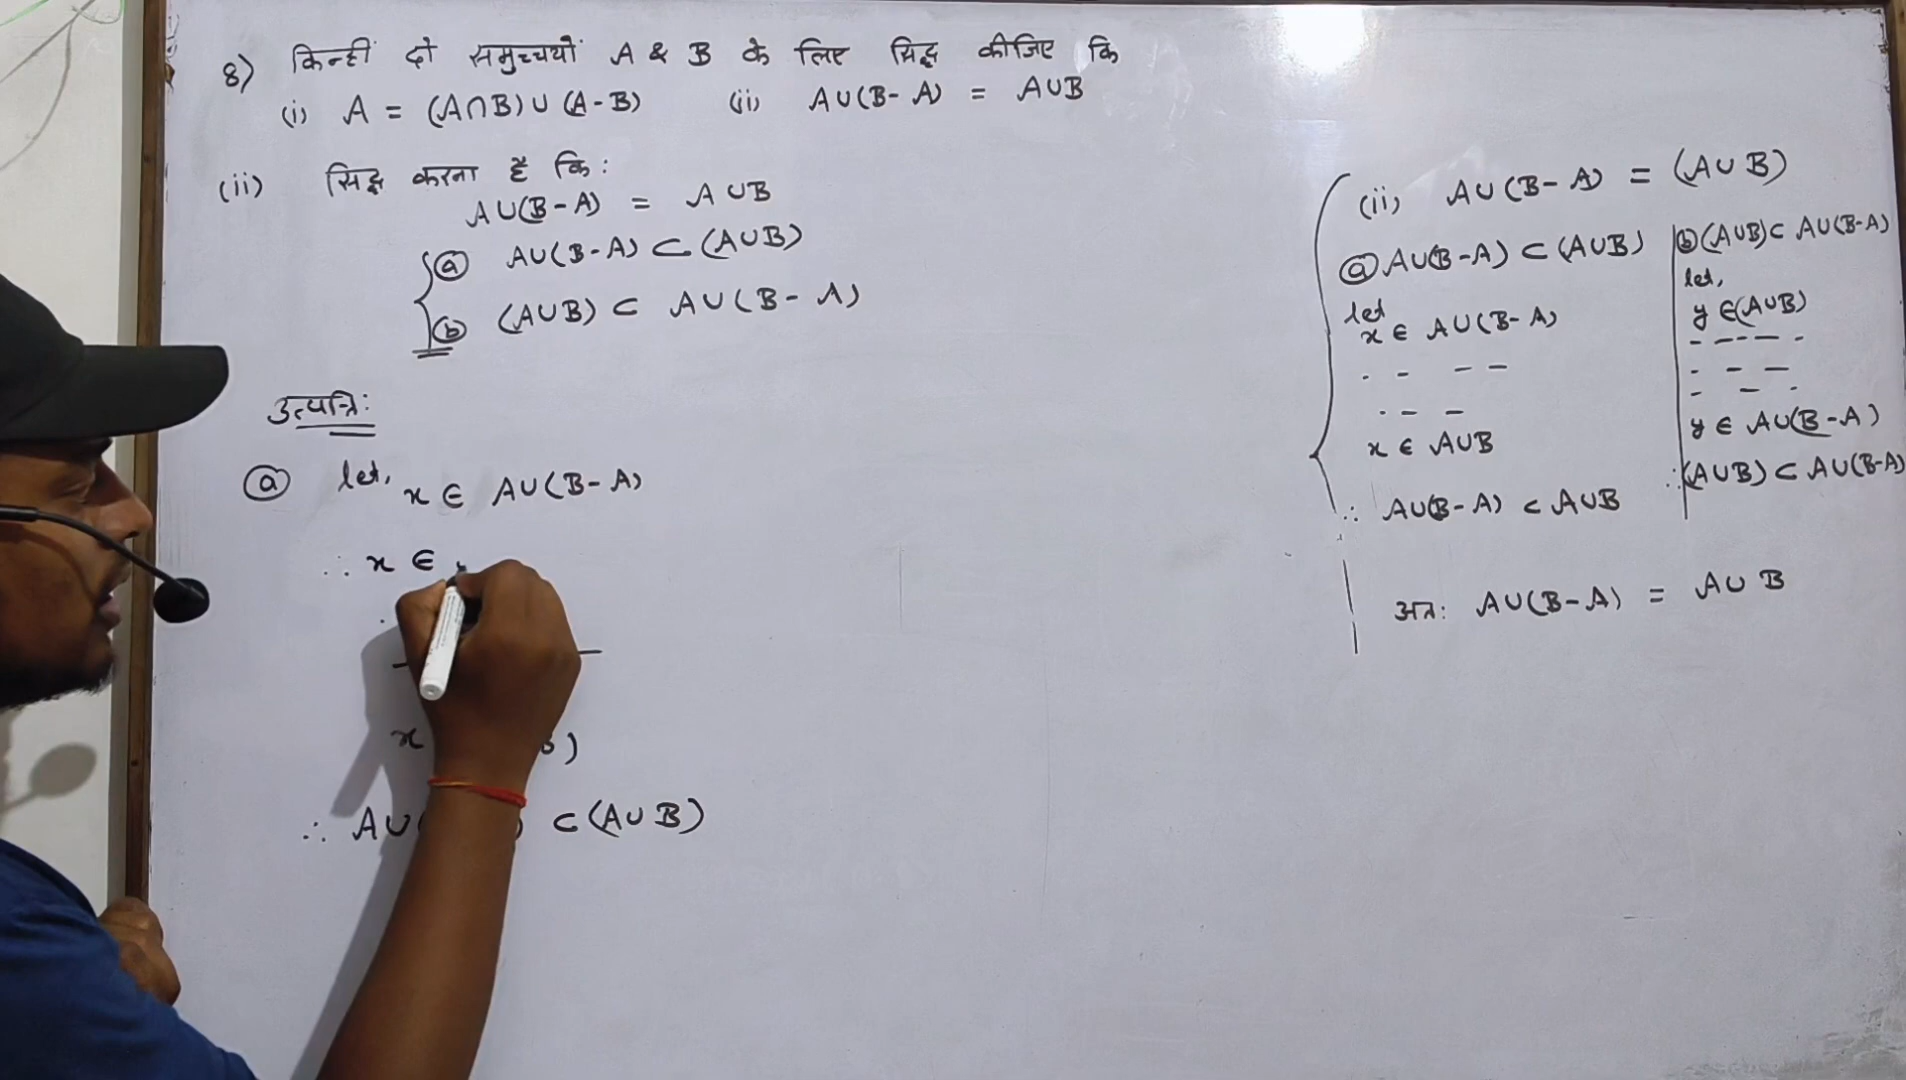 8) किन्हीं दो समुच्चयों A & B के लिए सिद्ध कीजिए कि
(i) A = (A∩B)∪(A-B) (ii) A∪(B-A) = A∪B
(ii) सिद्ध करना है कि:
A∪(B-A) = A∪B
ⓐ A∪(B-A) ⊂ (A∪B)
ⓑ (A∪B) ⊂ A∪(B-A)
उत्पत्ति:
ⓐ let, x ∈ A∪(B-A)
∴ x ∈
x
∴ A∪( ) ⊂ (A∪B)
(ii) A∪(B-A) = (A∪B)
ⓐ A∪(B-A) ⊂ (A∪B)
let
x ∈ A∪(B-A)
. - - -
. - -
x ∈ A∪B
∴ A∪(B-A) ⊂ A∪B
ⓑ (A∪B) ⊂ A∪(B-A)
let,
y ∈ (A∪B)
- - - - .
- - -
- - .
y ∈ A∪(B-A)
∴ (A∪B) ⊂ A∪(B-A)
अत: A∪(B-A) = A∪B